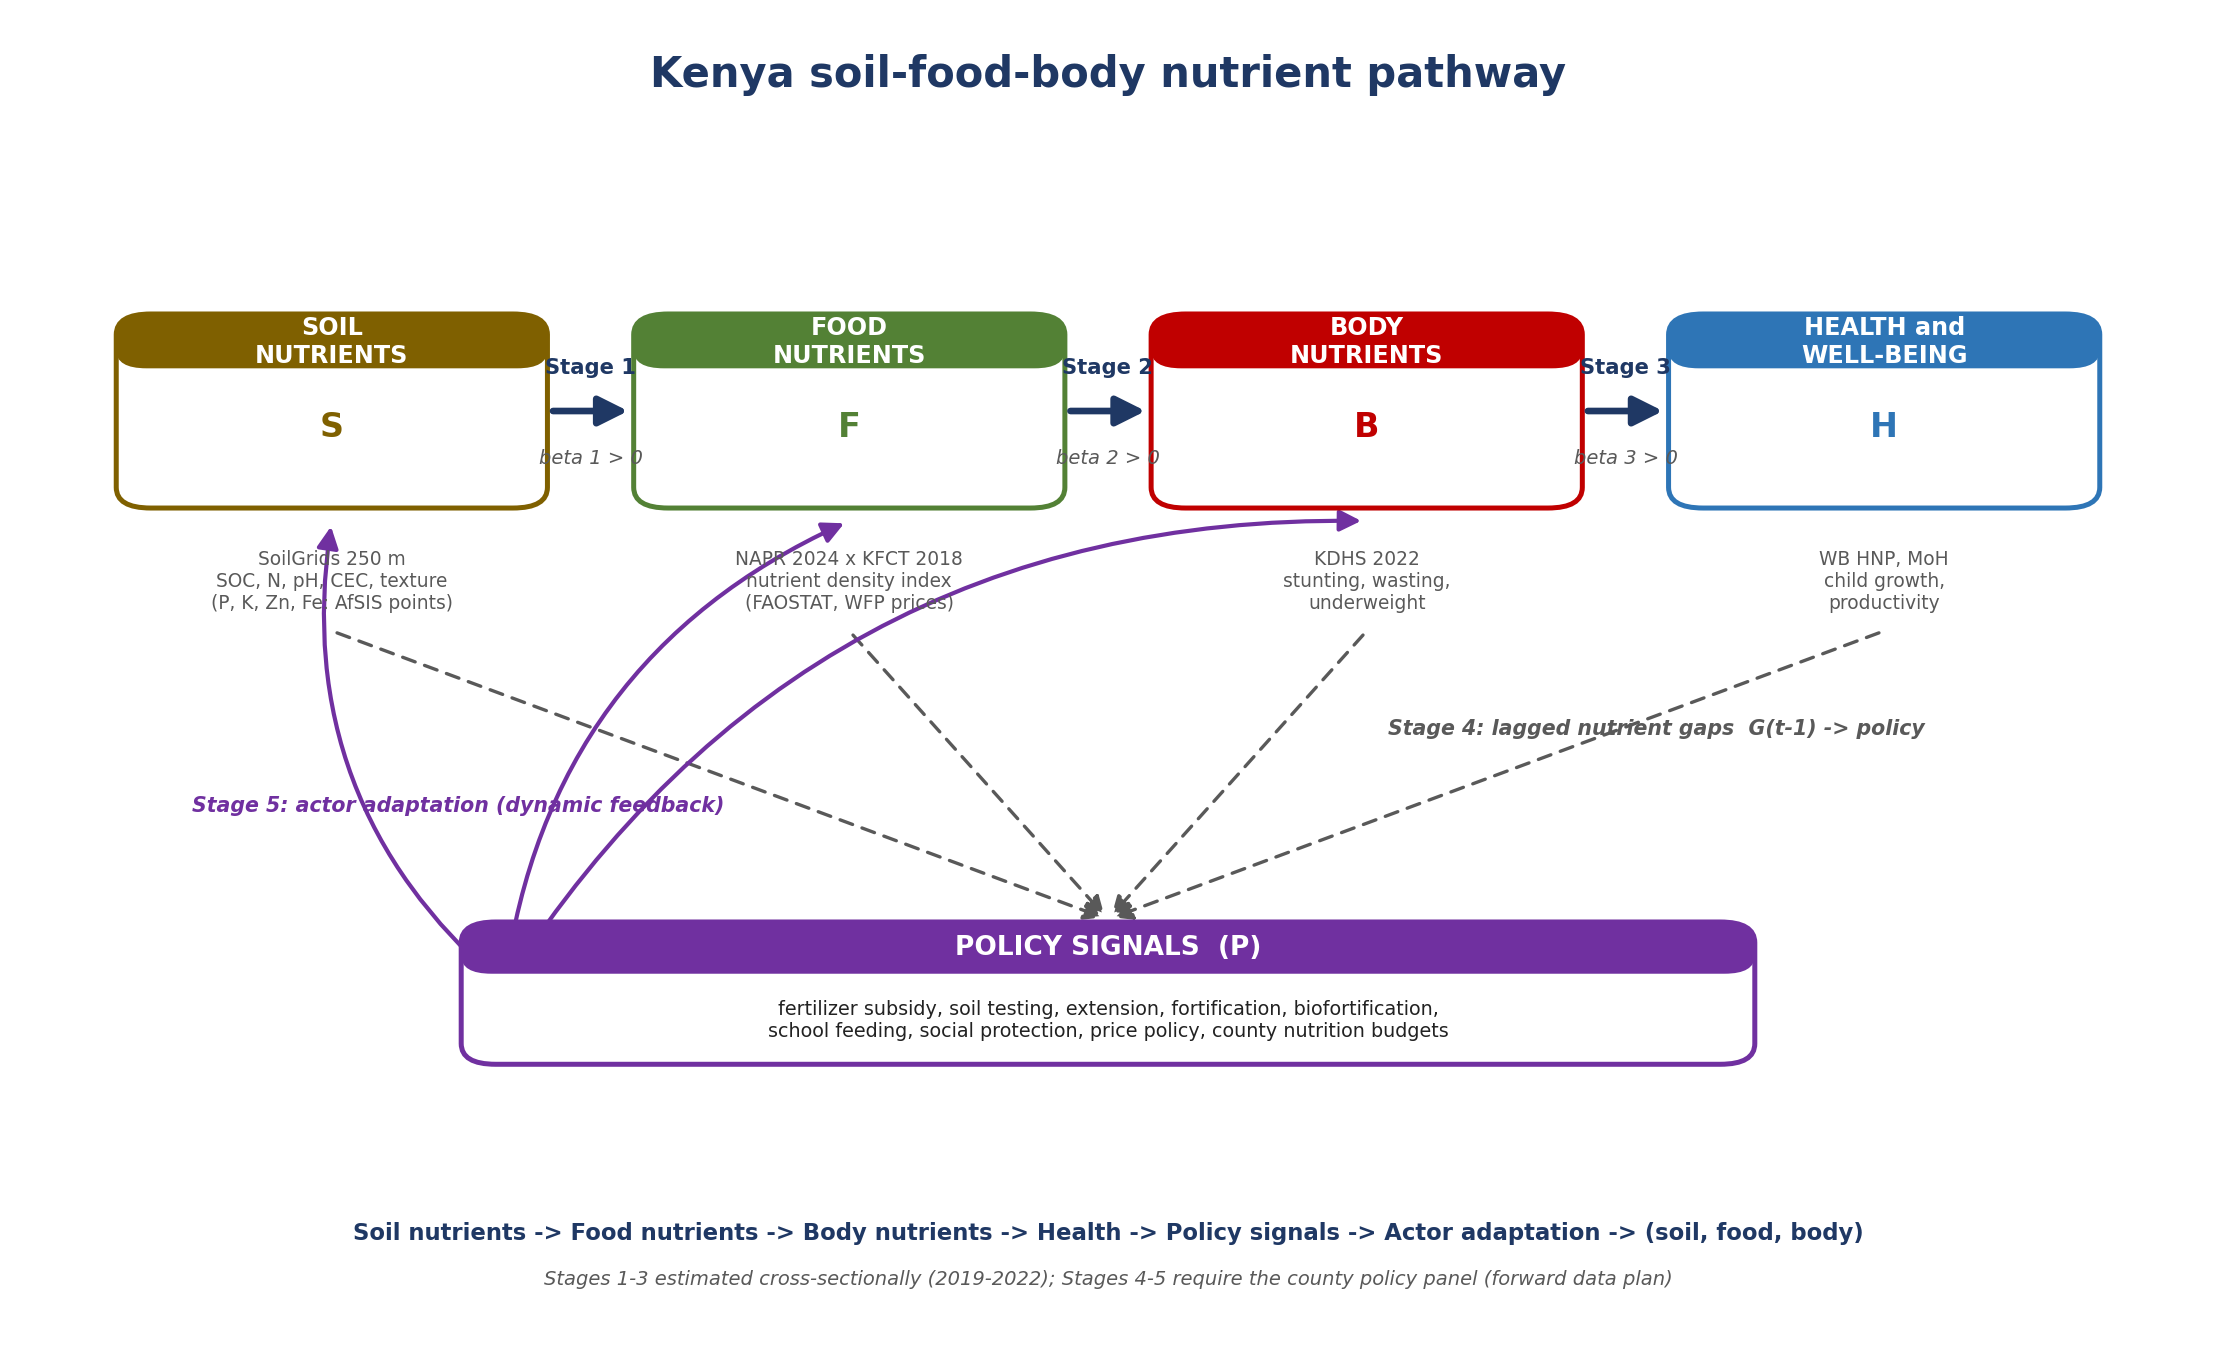 Kenya soil-food-body nutrient pathway
SOIL
NUTRIENTS
S
Stage 1
beta 1 > 0
FOOD
NUTRIENTS
F
Stage 2
beta 2 > 0
BODY
NUTRIENTS
B
Stage 3
beta 3 > 0
HEALTH and
WELL-BEING
H
SoilGrids 250 m
SOC, N, pH, CEC, texture
(P, K, Zn, Fe: AfSIS points)
NAPR 2024 x KFCT 2018
nutrient density index
(FAOSTAT, WFP prices)
KDHS 2022
stunting, wasting,
underweight
WB HNP, MoH
child growth,
productivity
Stage 4: lagged nutrient gaps  G(t-1) -> policy
Stage 5: actor adaptation (dynamic feedback)
POLICY SIGNALS  (P)
fertilizer subsidy, soil testing, extension, fortification, biofortification,
school feeding, social protection, price policy, county nutrition budgets
Soil nutrients -> Food nutrients -> Body nutrients -> Health -> Policy signals -> Actor adaptation -> (soil, food, body)
Stages 1-3 estimated cross-sectionally (2019-2022); Stages 4-5 require the county policy panel (forward data plan)